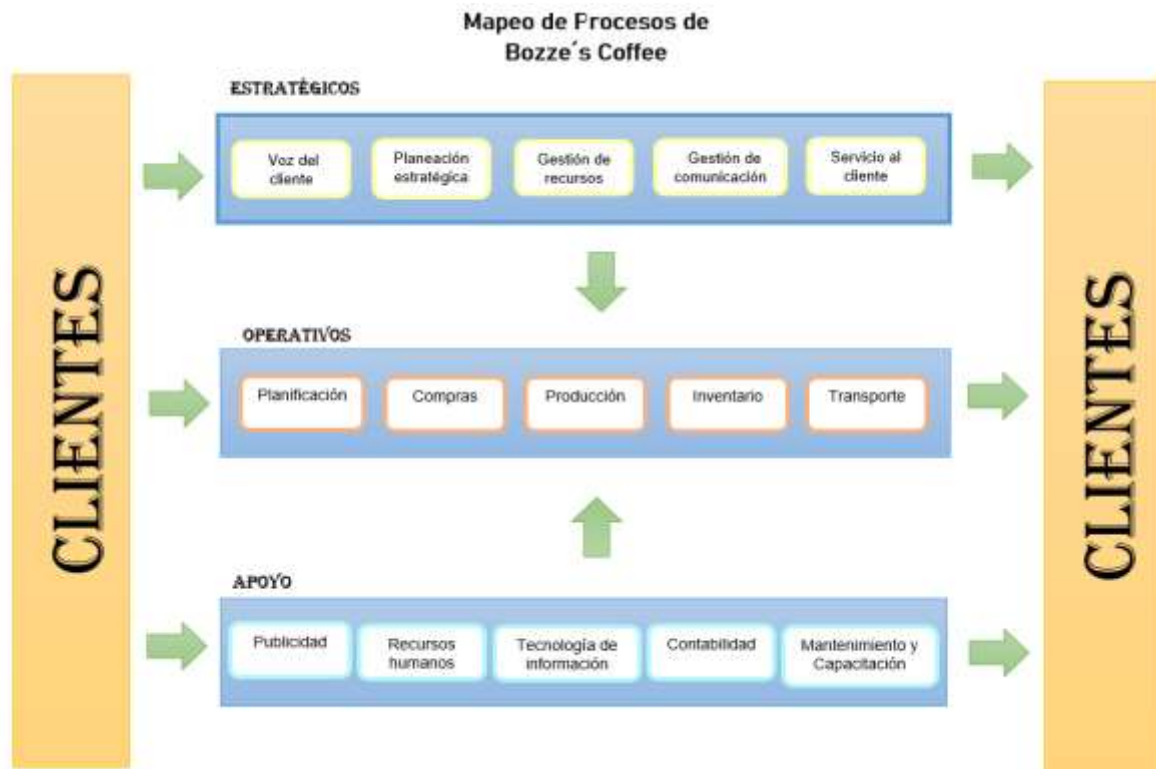 Mapeo de Procesos de
Bozze´s Coffee
CLIENTES
ESTRATÉGICOS
Voz del
cliente
Planeación
estratégica
Gestión de
recursos
Gestión de
comunicación
Servicio al
cliente
OPERATIVOS
Planificación
Compras
Producción
Inventario
Transporte
APOYO
Publicidad
Recursos
humanos
Tecnología de
información
Contabilidad
Mantenimiento y
Capacitación
CLIENTES